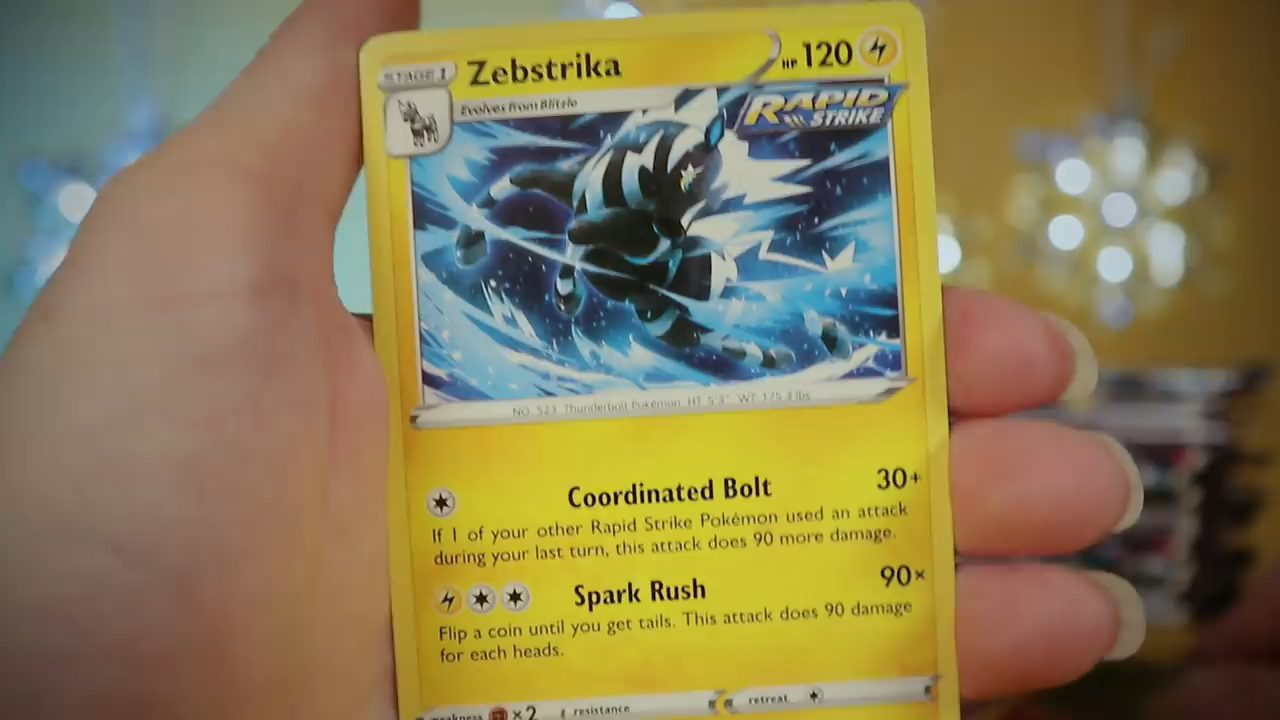 STAGE 1
Zebstrika
HP 120
Evolves from Blitzle
RAPID
STRIKE
NO. 523 Thunderbolt Pokémon HT: 5'3" WT: 175.3 lbs.
Coordinated Bolt 30+
If 1 of your other Rapid Strike Pokémon used an attack
during your last turn, this attack does 90 more damage.
Spark Rush 90×
Flip a coin until you get tails. This attack does 90 damage
for each heads.
weakness ×2 resistance retreat